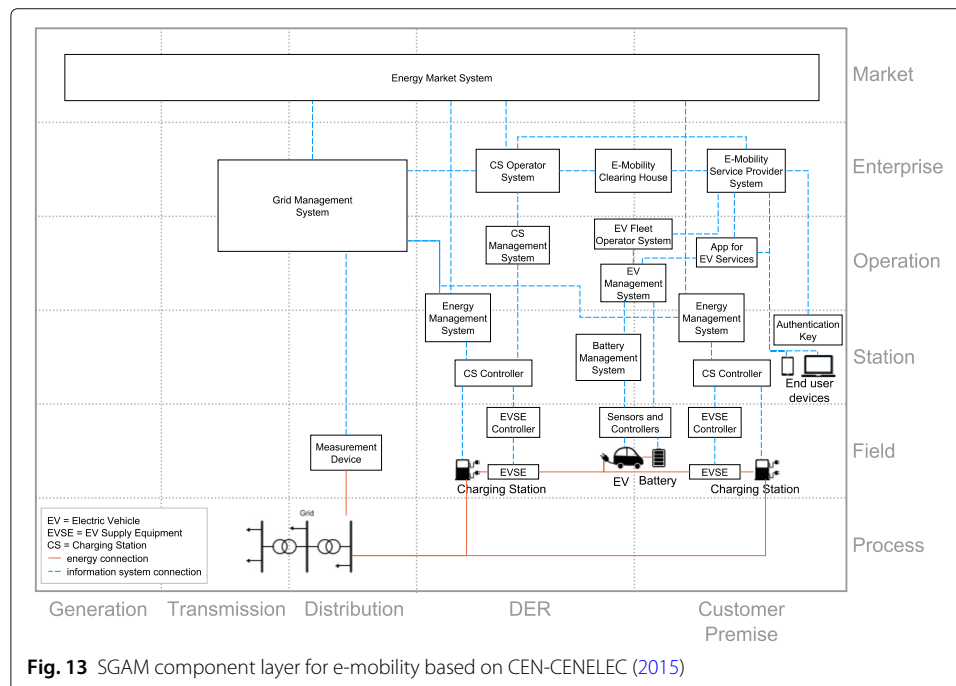 Energy Market System
Market
CS Operator
System
E-Mobility
Clearing House
E-Mobility
Service Provider
System
Enterprise
Grid Management
System
CS
Management
System
EV Fleet
Operator System
App for
EV Services
EV
Management
System
Operation
Energy
Management
System
Energy
Management
System
Authentication
Key
Battery
Management
System
Station
CS Controller
CS Controller
End user
devices
EVSE
Controller
Sensors and
Controllers
EVSE
Controller
Measurement
Device
Field
EVSE
EVSE
Charging Station
EV
Battery
Charging Station
Grid
EV = Electric Vehicle
EVSE = EV Supply Equipment
CS = Charging Station
energy connection
information system connection
Process
Generation
Transmission
Distribution
DER
Customer
Premise
Fig. 13 SGAM component layer for e-mobility based on CEN-CENELEC (2015)